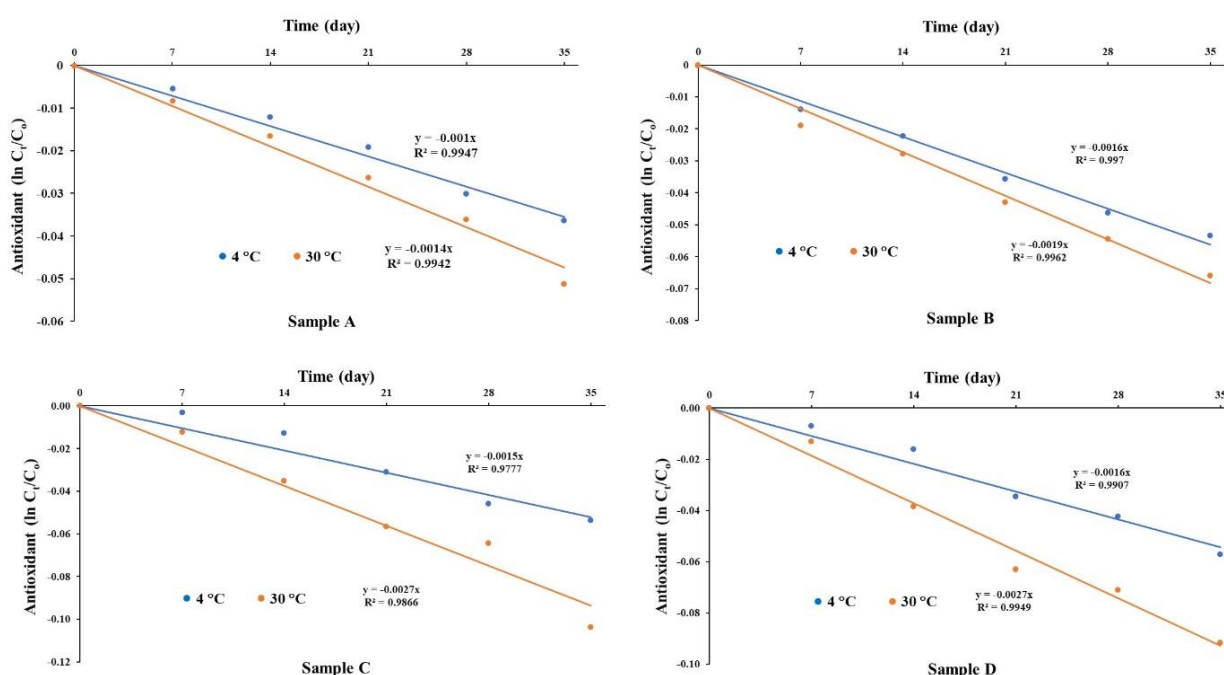 Time (day)
0 7 14 21 28 35
0
-0.01
-0.02
-0.03
-0.04
-0.05
-0.06
Antioxidant (ln Ct/Co)
y = -0.001x
R² = 0.9947
y = -0.0014x
R² = 0.9942
4 °C 30 °C
Sample A
Time (day)
0 7 14 21 28 35
0
-0.01
-0.02
-0.03
-0.04
-0.05
-0.06
-0.07
-0.08
Antioxidant (ln Ct/Co)
y = -0.0016x
R² = 0.997
y = -0.0019x
R² = 0.9962
4 °C 30 °C
Sample B
Time (day)
0 7 14 21 28 35
0.00
-0.02
-0.04
-0.06
-0.08
-0.10
-0.12
Antioxidant (ln Ct/Co)
y = -0.0015x
R² = 0.9777
y = -0.0027x
R² = 0.9866
4 °C 30 °C
Sample C
Time (day)
0 7 14 21 28 35
0.00
-0.02
-0.04
-0.06
-0.08
-0.10
Antioxidant (ln Ct/Co)
y = -0.0016x
R² = 0.9907
y = -0.0027x
R² = 0.9949
4 °C 30 °C
Sample D